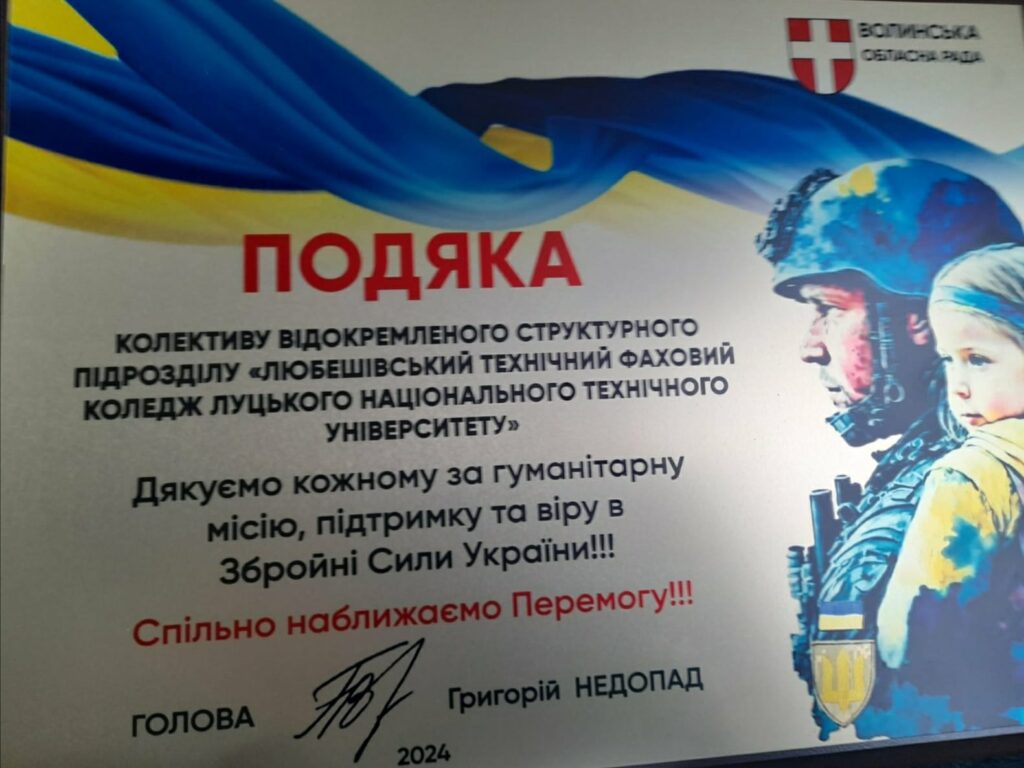 ВОЛИНСЬКА
ОБЛАСНА РАДА
ПОДЯКА
КОЛЕКТИВУ ВІДОКРЕМЛЕНОГО СТРУКТУРНОГО
ПІДРОЗДІЛУ «ЛЮБЕШІВСЬКИЙ ТЕХНІЧНИЙ ФАХОВИЙ
КОЛЕДЖ ЛУЦЬКОГО НАЦІОНАЛЬНОГО ТЕХНІЧНОГО
УНІВЕРСИТЕТУ»
Дякуємо кожному за гуманітарну
місію, підтримку та віру в
Збройні Сили України!!!
Спільно наближаємо Перемогу!!!
ГОЛОВА Григорій НЕДОПАД
2024